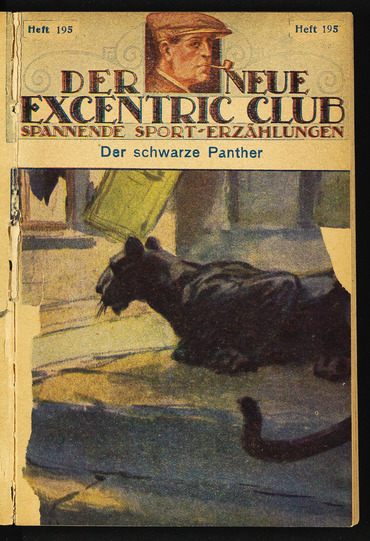 Heft 195
Heft 195
DER NEUE
EXCENTRIC CLUB
SPANNENDE SPORT-ERZÄHLUNGEN
Der schwarze Panther